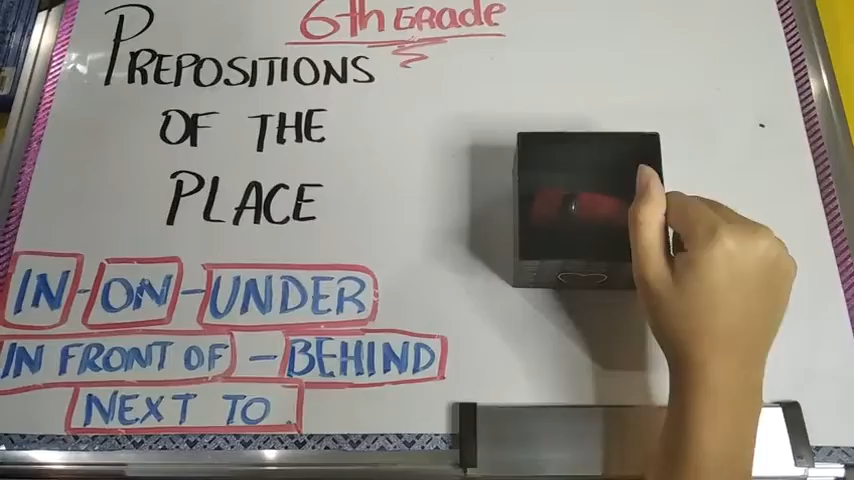 6th GRade
PREPOSITIONS
OF THE
PLACE
IN - ON - UNDER
IN FRONT OF - BEHIND
NEXT TO